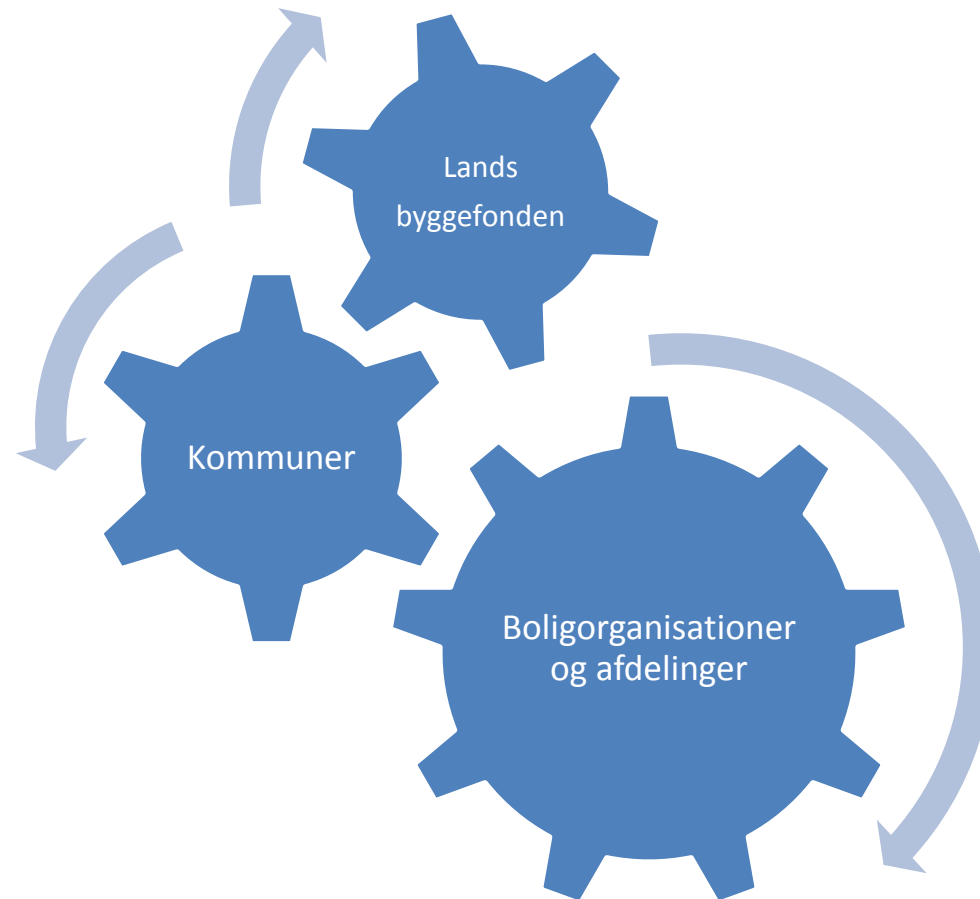 Lands
byggefonden
Kommuner
Boligorganisationer
og afdelinger